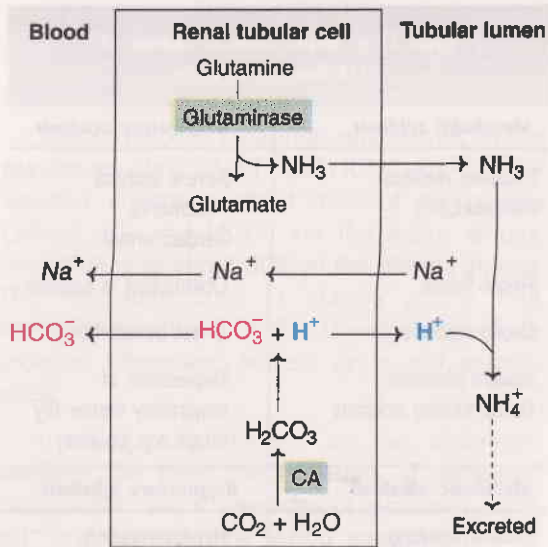 Blood Renal tubular cell Tubular lumen
Glutamine
Glutaminase
NH₃ NH₃
Glutamate
Na⁺ Na⁺ Na⁺
HCO₃⁻ HCO₃⁻ + H⁺ H⁺
NH₄⁺
H₂CO₃
CA
CO₂ + H₂O Excreted